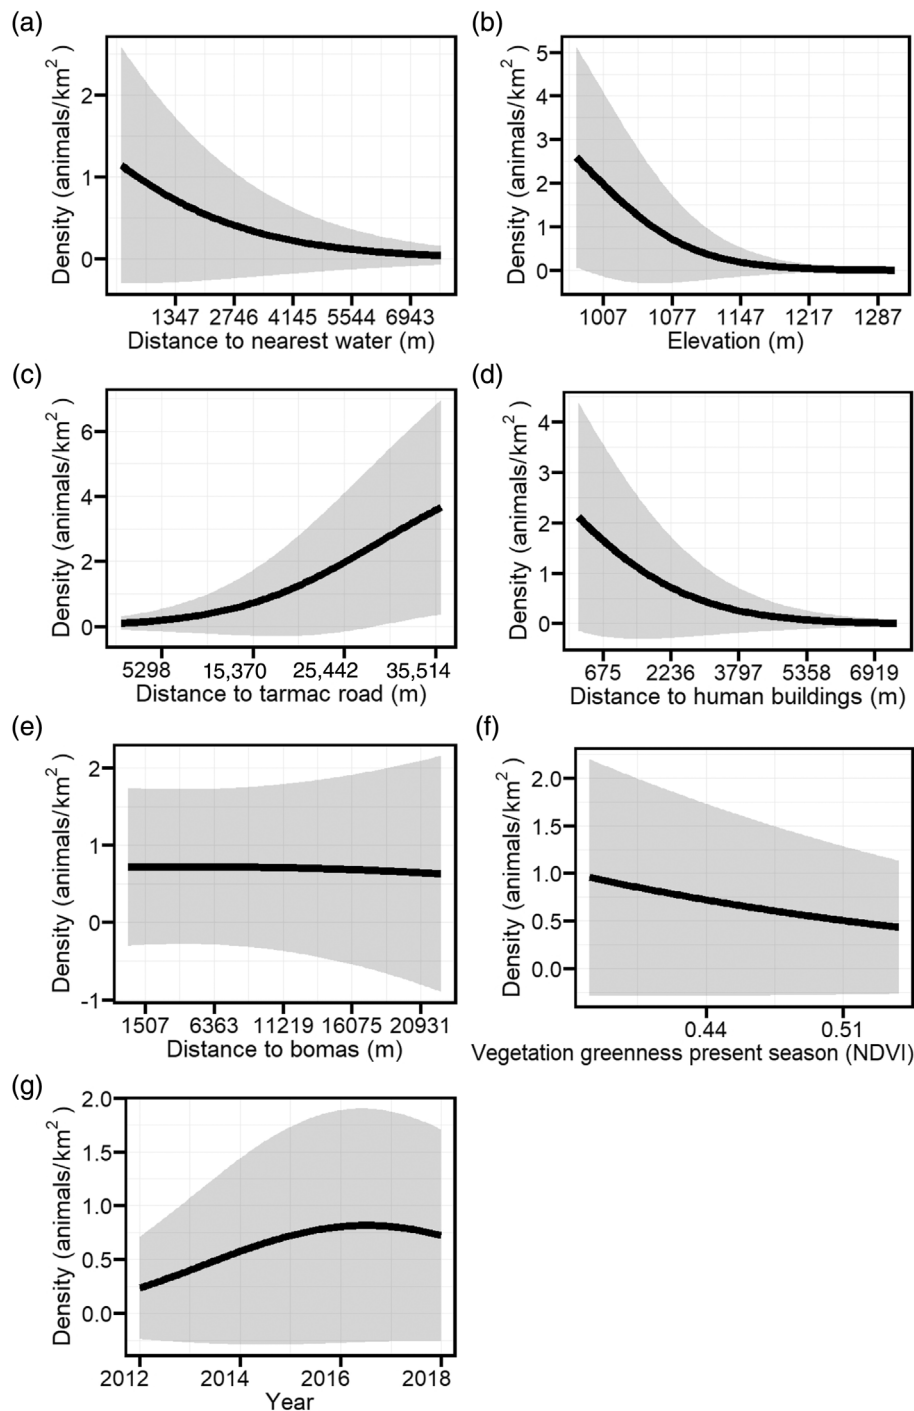 (a)
Density (animals/km2 )
2
1
0
1347 2746 4145 5544 6943
Distance to nearest water (m)
(b)
Density (animals/km2 )
5
4
3
2
1
0
1007 1077 1147 1217 1287
Elevation (m)
(c)
Density (animals/km2 )
6
4
2
0
5298 15,370 25,442 35,514
Distance to tarmac road (m)
(d)
Density (animals/km2 )
4
3
2
1
0
675 2236 3797 5358 6919
Distance to human buildings (m)
(e)
Density (animals/km2 )
2
1
0
-1
1507 6363 11219 16075 20931
Distance to bomas (m)
(f)
Density (animals/km2 )
2.0
1.5
1.0
0.5
0.0
0.44 0.51
Vegetation greenness present season (NDVI)
(g)
Density (animals/km2 )
2.0
1.5
1.0
0.5
0.0
2012 2014 2016 2018
Year